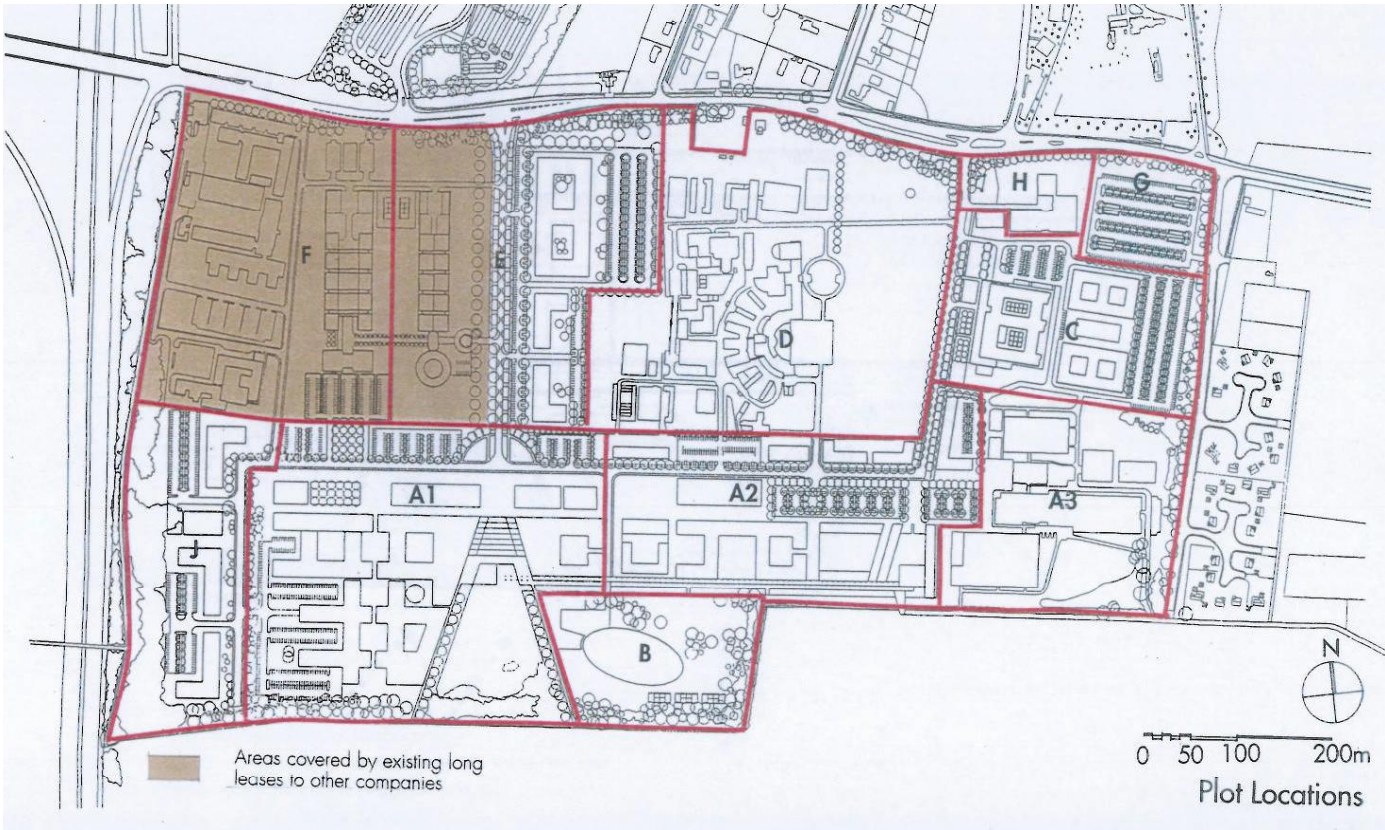 H
G
F
E
D
C
A1
A2
A3
J
B
N
Areas covered by existing long
leases to other companies
0 50 100 200m
Plot Locations